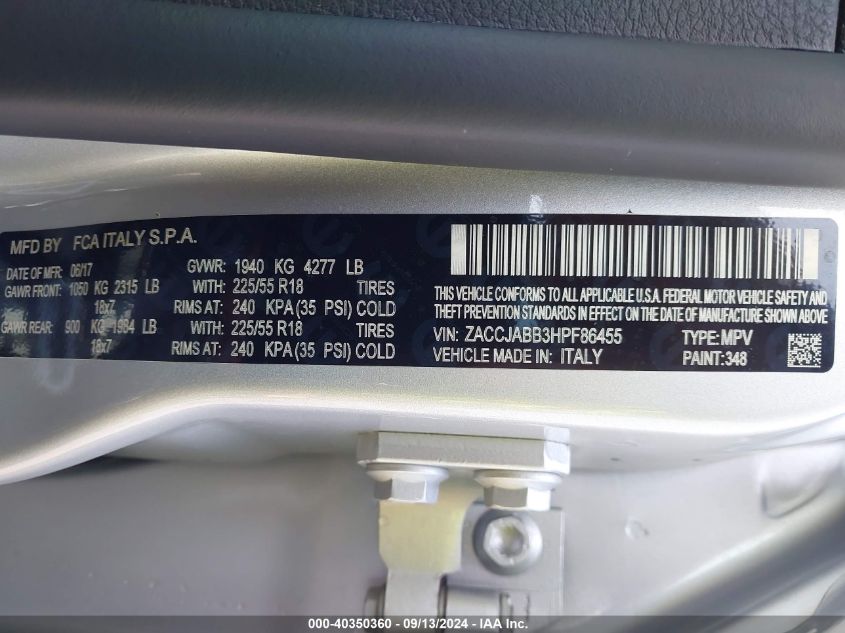 MFD BY FCA ITALY S.P.A.
DATE OF MFR: 06/17 GVWR: 1940 KG 4277 LB
GAWR FRONT: 1050 KG 2315 LB WITH: 225/55 R18 TIRES
18x7 RIMS AT: 240 KPA (35 PSI) COLD
GAWR REAR: 900 KG 1984 LB WITH: 225/55 R18 TIRES
18x7 RIMS AT: 240 KPA (35 PSI) COLD
THIS VEHICLE CONFORMS TO ALL APPLICABLE U.S.A. FEDERAL MOTOR VEHICLE SAFETY AND
THEFT PREVENTION STANDARDS IN EFFECT ON THE DATE OF MANUFACTURE SHOWN ABOVE.
VIN: ZACCJABB3HPF86455 TYPE: MPV
VEHICLE MADE IN: ITALY PAINT: 348
000-40350360 - 09/13/2024 - IAA Inc.